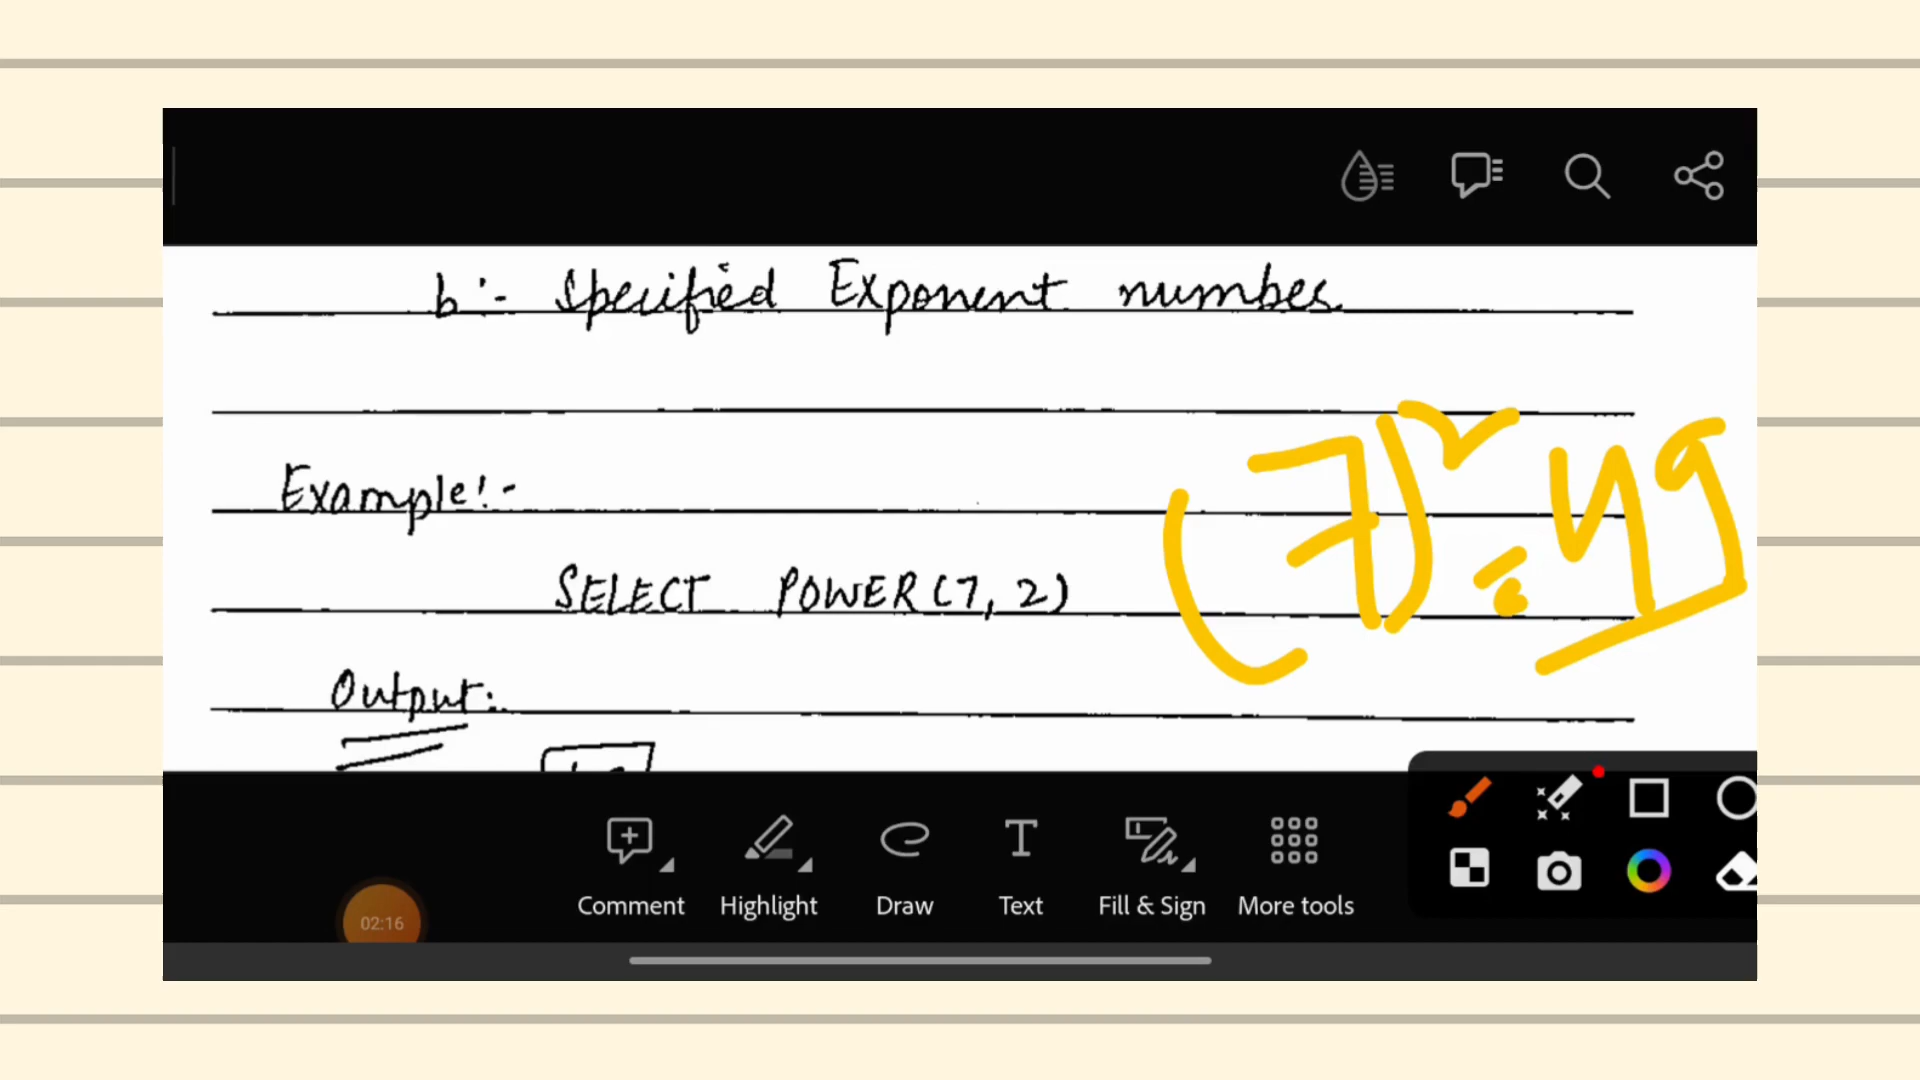 b :- Specified Exponent number.
Example :-
SELECT POWER(7, 2)
(7)² = 49
Output :
02:16
Comment Highlight Draw Text Fill & Sign More tools